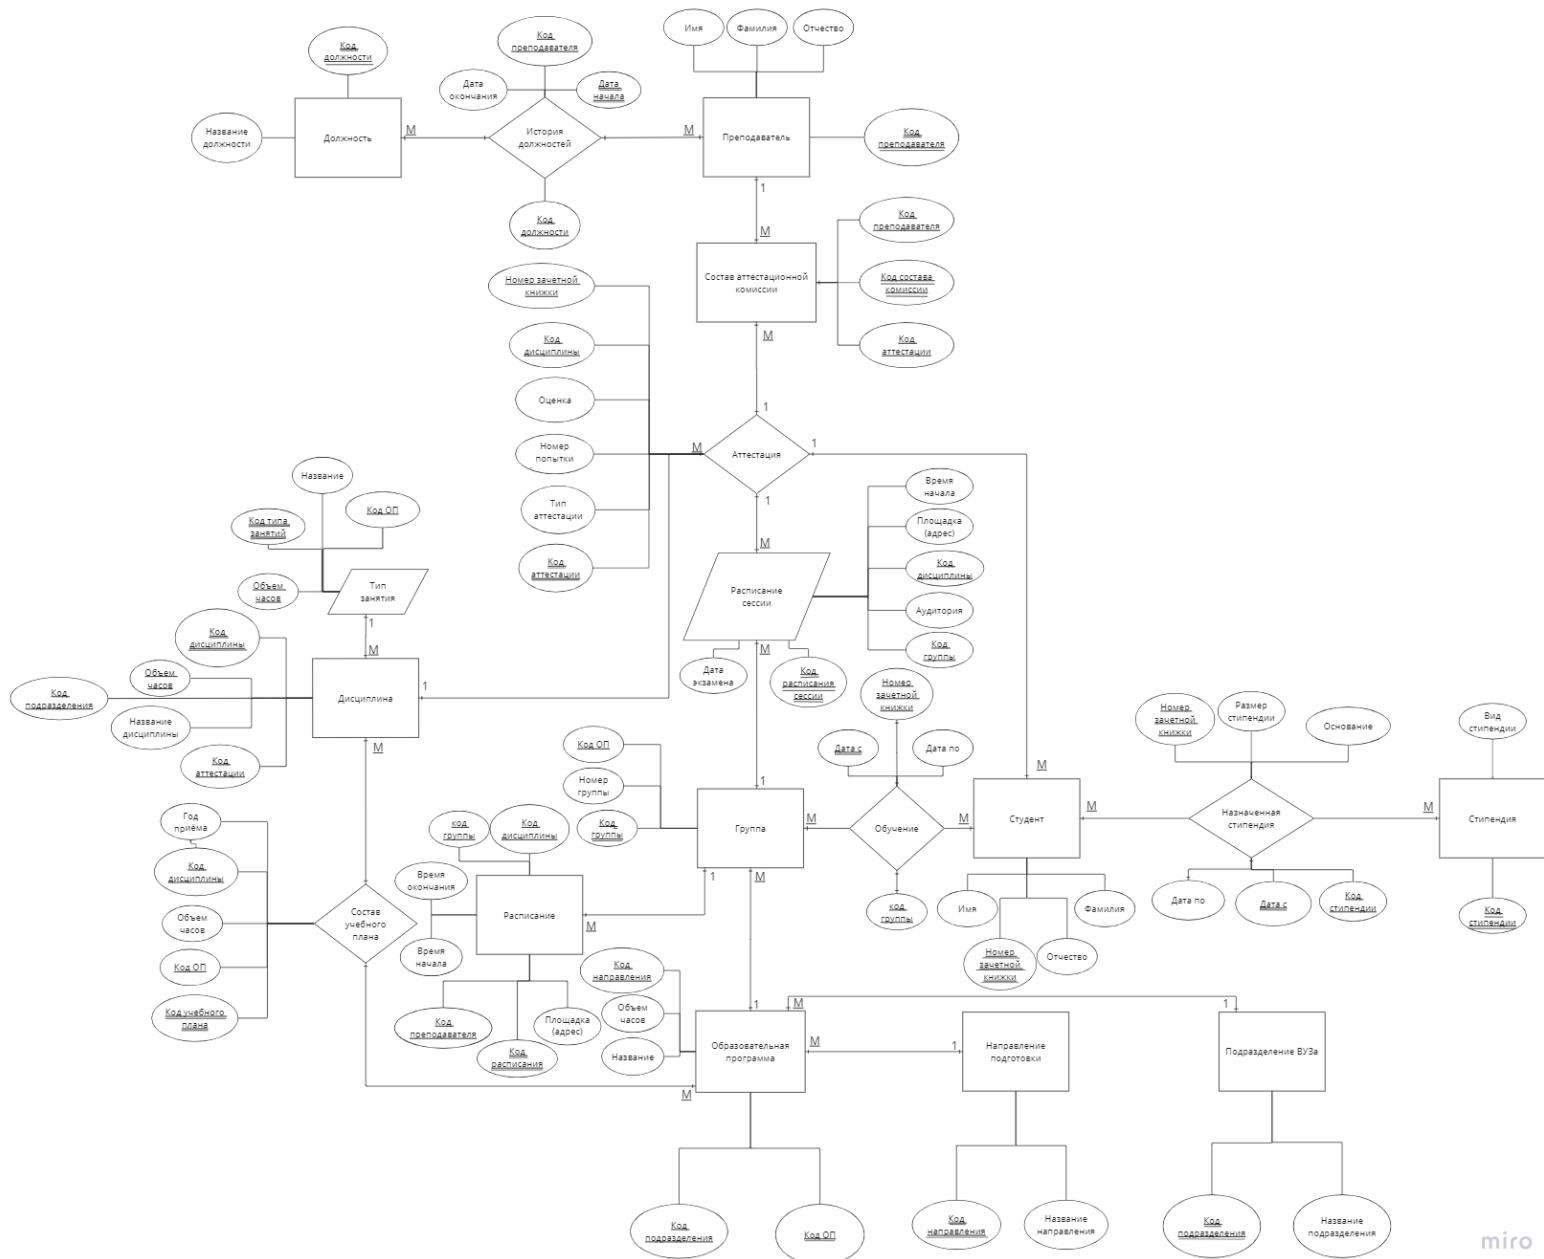 Имя
Фамилия
Отчество
Код
преподавателя
Код
должности
Дата
окончания
Дата
начала
Название
должности
Должность
М
История
должностей
М
Преподаватель
Код
преподавателя
1
Код
должности
М
Код
преподавателя
Состав аттестационной
комиссии
Код состава
комиссии
Номер зачетной
книжки
М
Код
аттестации
Код
дисциплины
Оценка
1
Номер
попытки
М
Аттестация
1
Тип
аттестации
1
Код
аттестации
Название
Код типа
занятий
Код ОП
Объем
часов
Тип
занятия
1
М
Время
начала
Площадка
(адрес)
М
Расписание
сессии
Код
дисциплины
Аудитория
Код
группы
М
Дата
экзамена
Код
расписания
сессии
Код
дисциплины
Объем
часов
Код
подразделения
Название
дисциплины
Код
аттестации
Дисциплина
1
М
Номер
зачетной
книжки
Дата с
Дата по
Номер
зачетной
книжки
Размер
стипендии
Основание
Вид
стипендии
Код ОП
Номер
группы
Код
группы
1
Группа
М
Обучение
М
М
Студент
М
Назначенная
стипендия
М
Стипендия
1
М
код
группы
Имя
Фамилия
Номер
зачетной
книжки
Отчество
Дата по
Дата с
Код
стипендии
Код
стипендии
Год
приёма
Код
дисциплины
Объем
часов
Код ОП
Код учебного
плана
Состав
учебного
плана
код
группы
Код
дисциплины
Время
окончания
Расписание
М
Время
начала
Код
преподавателя
Код
расписания
Площадка
(адрес)
Код
направления
Объем
часов
Название
1
М
1
Образовательная
программа
М
1
Направление
подготовки
Подразделение ВУЗа
М
Код
подразделения
Код ОП
Код
направления
Название
направления
Код
подразделения
Название
подразделения
miro